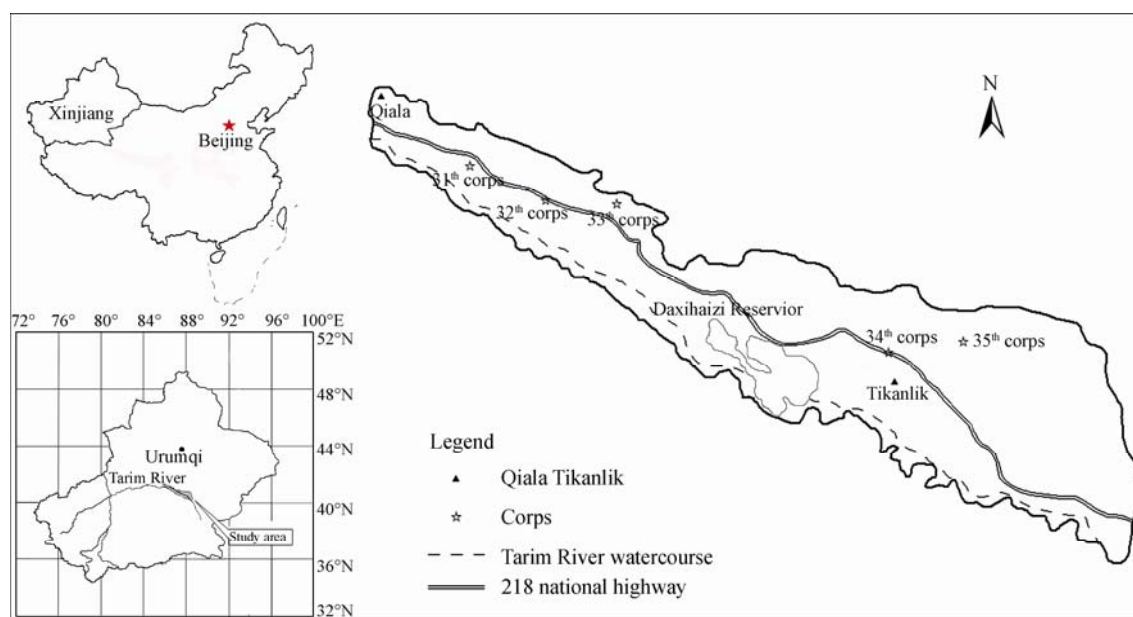 Xinjiang
Beijing
72° 76° 80° 84° 88° 92° 96° 100°E
52°N
48°N
44°N
40°N
36°N
32°N
Urumqi
Tarim River
Study area
N
Qiala
31th corps
32th corps
33th corps
Daxihaizi Reservior
34th corps
35th corps
Tikanlik
Legend
Qiala Tikanlik
Corps
Tarim River watercourse
218 national highway